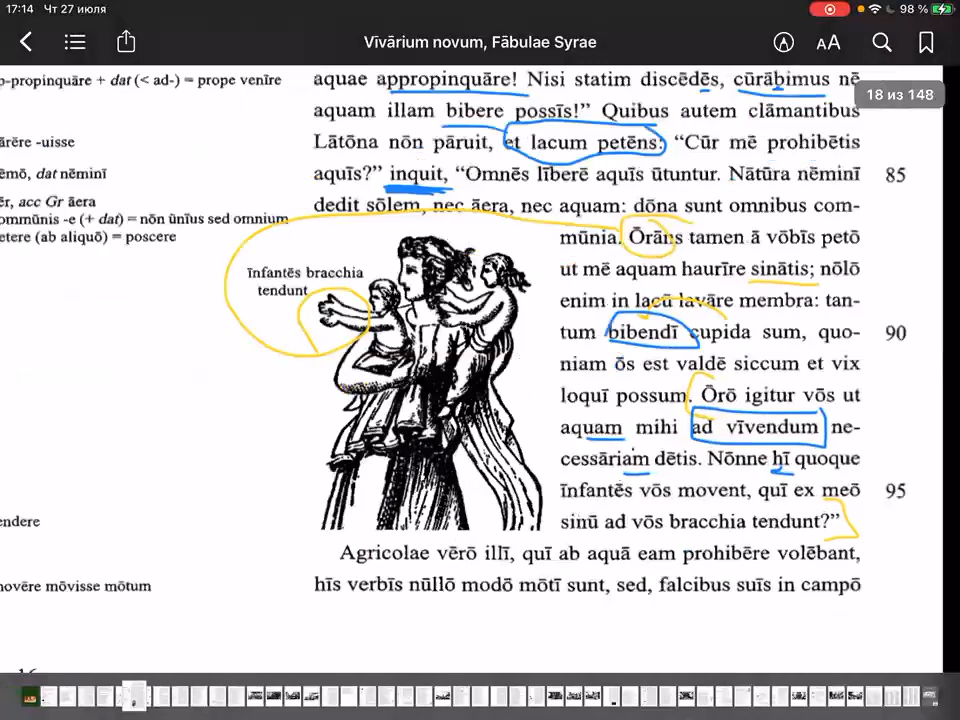 17:14 Чт 27 июля
98 %
Vīvārium novum, Fābulae Syrae
AA
18 из 148
-propinquāre + dat (< ad-) = prope venīre
ārēre -uisse
ēmō, dat nēminī
ēr, acc Gr āera
ommūnis -e (+ dat) = nōn ūnīus sed omnium
etere (ab aliquō) = poscere
īnfantēs bracchia
tendunt
endere
movēre mōvisse mōtum
aquae appropinquāre! Nisi statim discēdēs, cūrābimus nē
aquam illam bibere possīs!” Quibus autem clāmantibus
Lātōna nōn pāruit, et lacum petēns: “Cūr mē prohibētis
aquīs?” inquit, “Omnēs līberē aquīs ūtuntur. Nātūra nēminī
85
dedit sōlem, nec āera, nec aquam: dōna sunt omnibus com-
mūnia. Ōrāns tamen ā vōbīs petō
ut mē aquam haurīre sinātis; nōlō
enim in lacū lavāre membra: tan-
tum bibendī cupida sum, quo-
90
niam ōs est valdē siccum et vix
loquī possum. Ōrō igitur vōs ut
aquam mihi ad vīvendum ne-
cessāriam dētis. Nōnne hī quoque
īnfantēs vōs movent, quī ex meō
95
sinū ad vōs bracchia tendunt?”
Agricolae vērō illī, quī ab aquā eam prohibēre volēbant,
hīs verbīs nūllō modō mōtī sunt, sed, falcibus suīs in campō